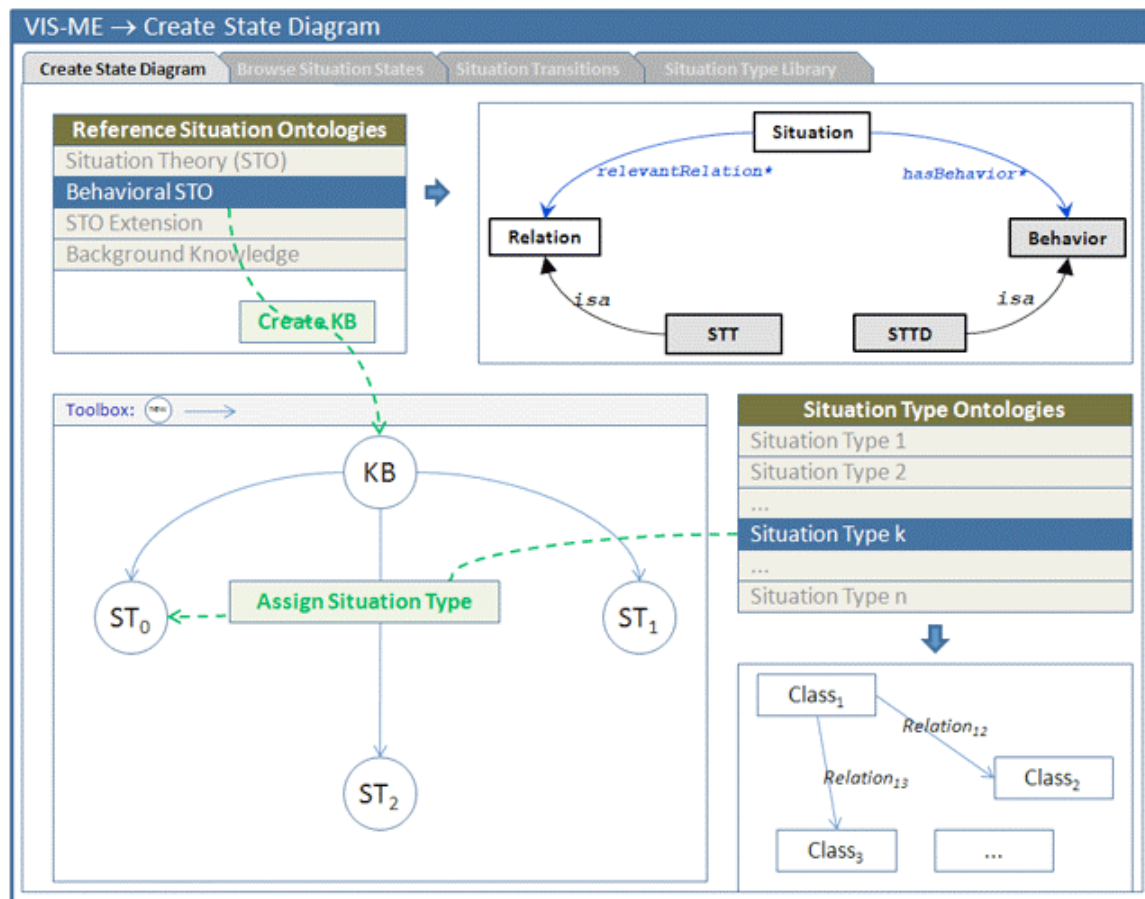 VIS-ME → Create State Diagram
Create State Diagram
Browse Situation States
Situation Transitions
Situation Type Library
Reference Situation Ontologies
Situation Theory (STO)
Behavioral STO
STO Extension
Background Knowledge
Create KB
Situation
relevantRelation*
hasBehavior*
Relation
Behavior
isa
isa
STT
STTD
Toolbox:
new
KB
ST0
Assign Situation Type
ST1
ST2
Situation Type Ontologies
Situation Type 1
Situation Type 2
...
Situation Type k
...
Situation Type n
Class1
Relation12
Relation13
Class2
Class3
...